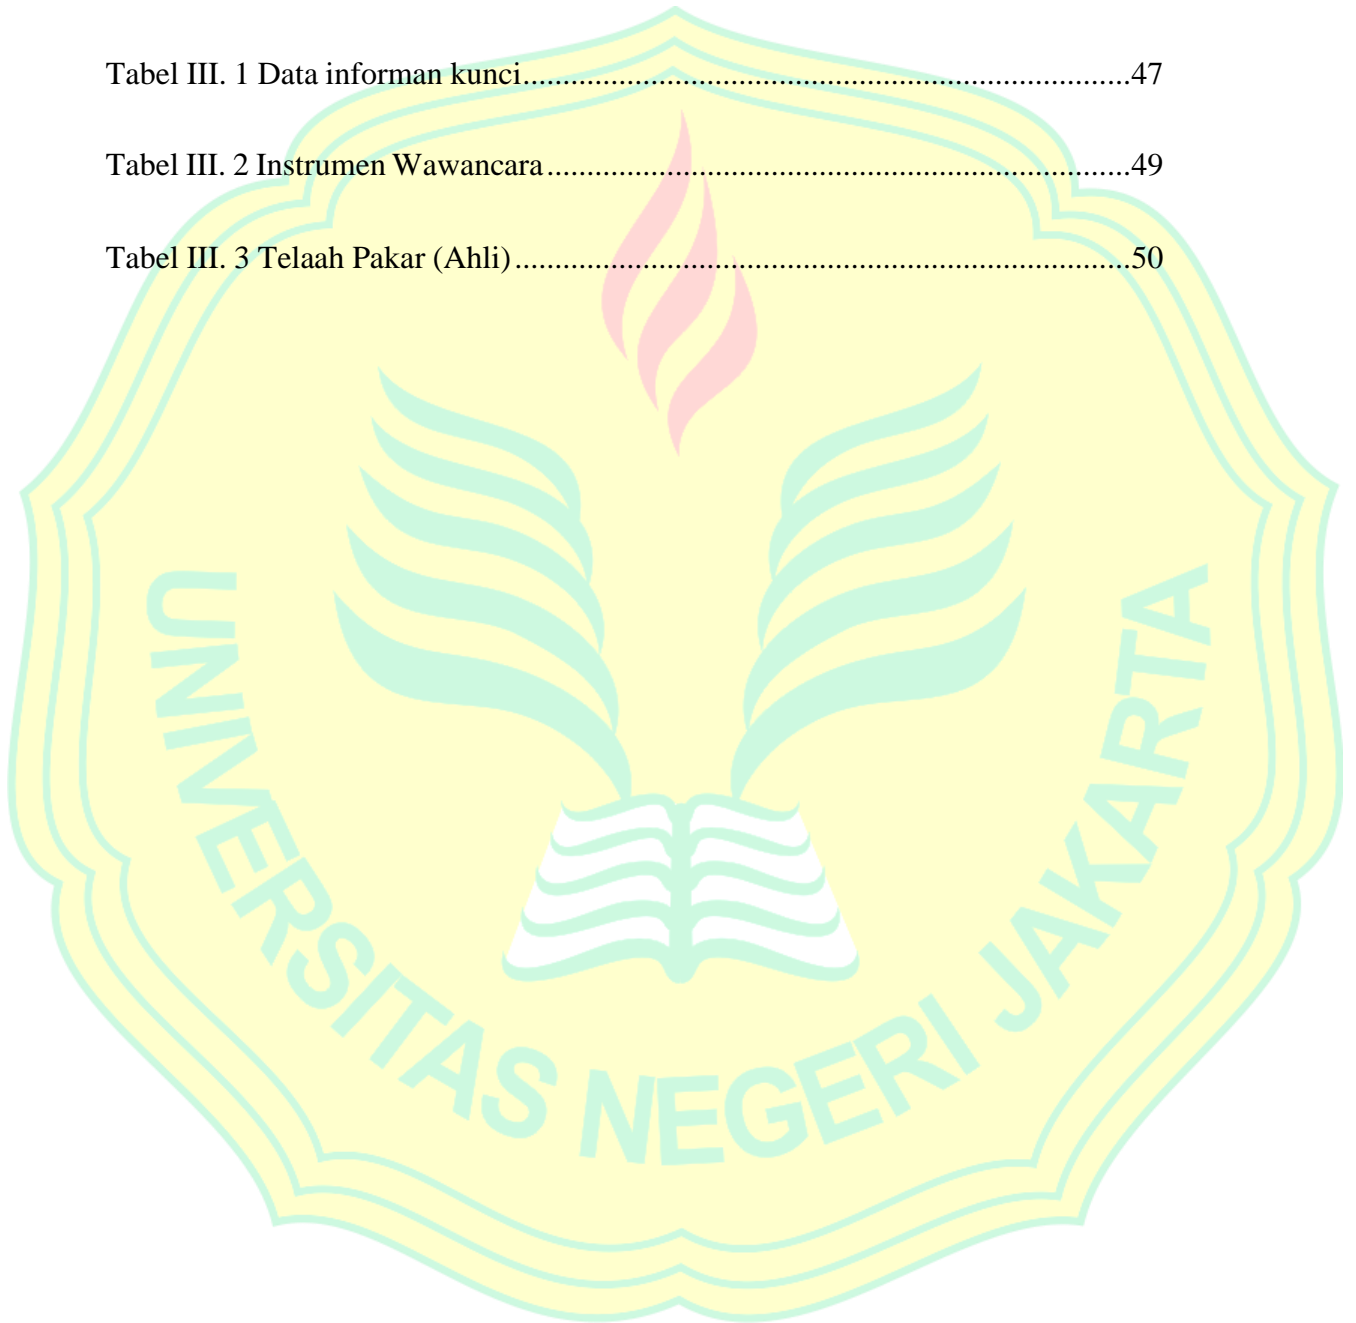 Tabel III. 1 Data informan kunci.............................................................................47
Tabel III. 2 Instrumen Wawancara..........................................................................49
Tabel III. 3 Telaah Pakar (Ahli)..............................................................................50
UNIVERSITAS NEGERI JAKARTA